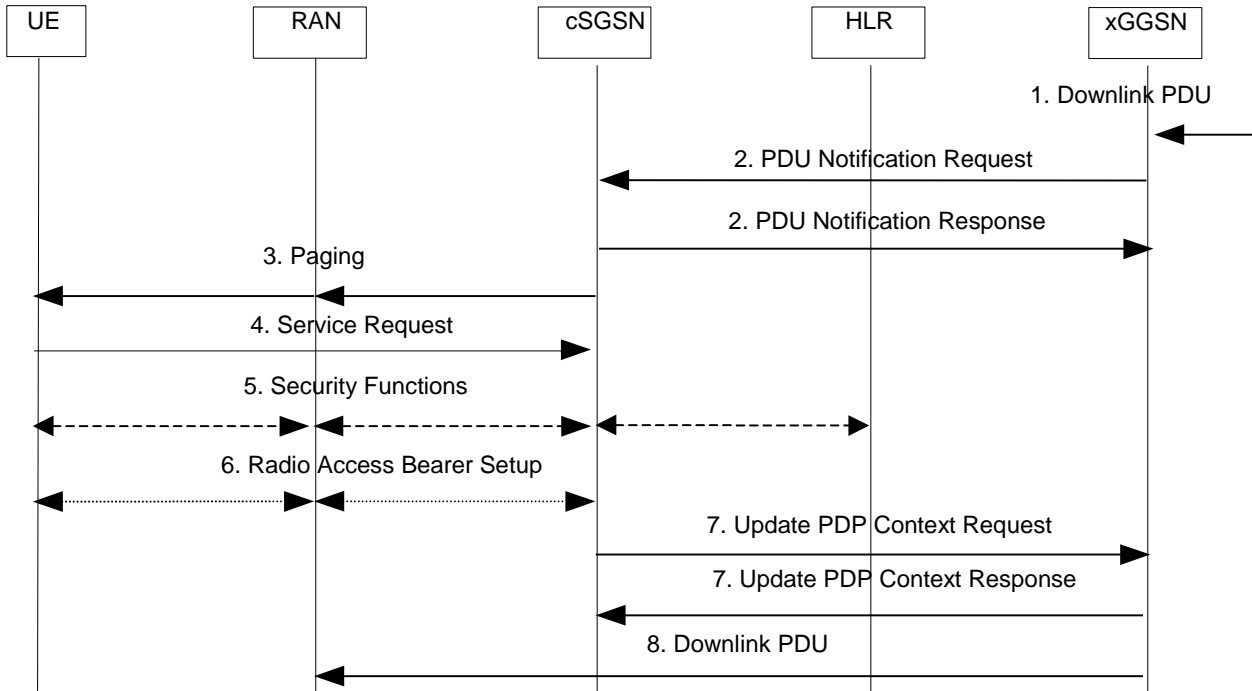 UE
RAN
cSGSN
HLR
xGGSN
1. Downlink PDU
2. PDU Notification Request
2. PDU Notification Response
3. Paging
4. Service Request
5. Security Functions
6. Radio Access Bearer Setup
7. Update PDP Context Request
7. Update PDP Context Response
8. Downlink PDU